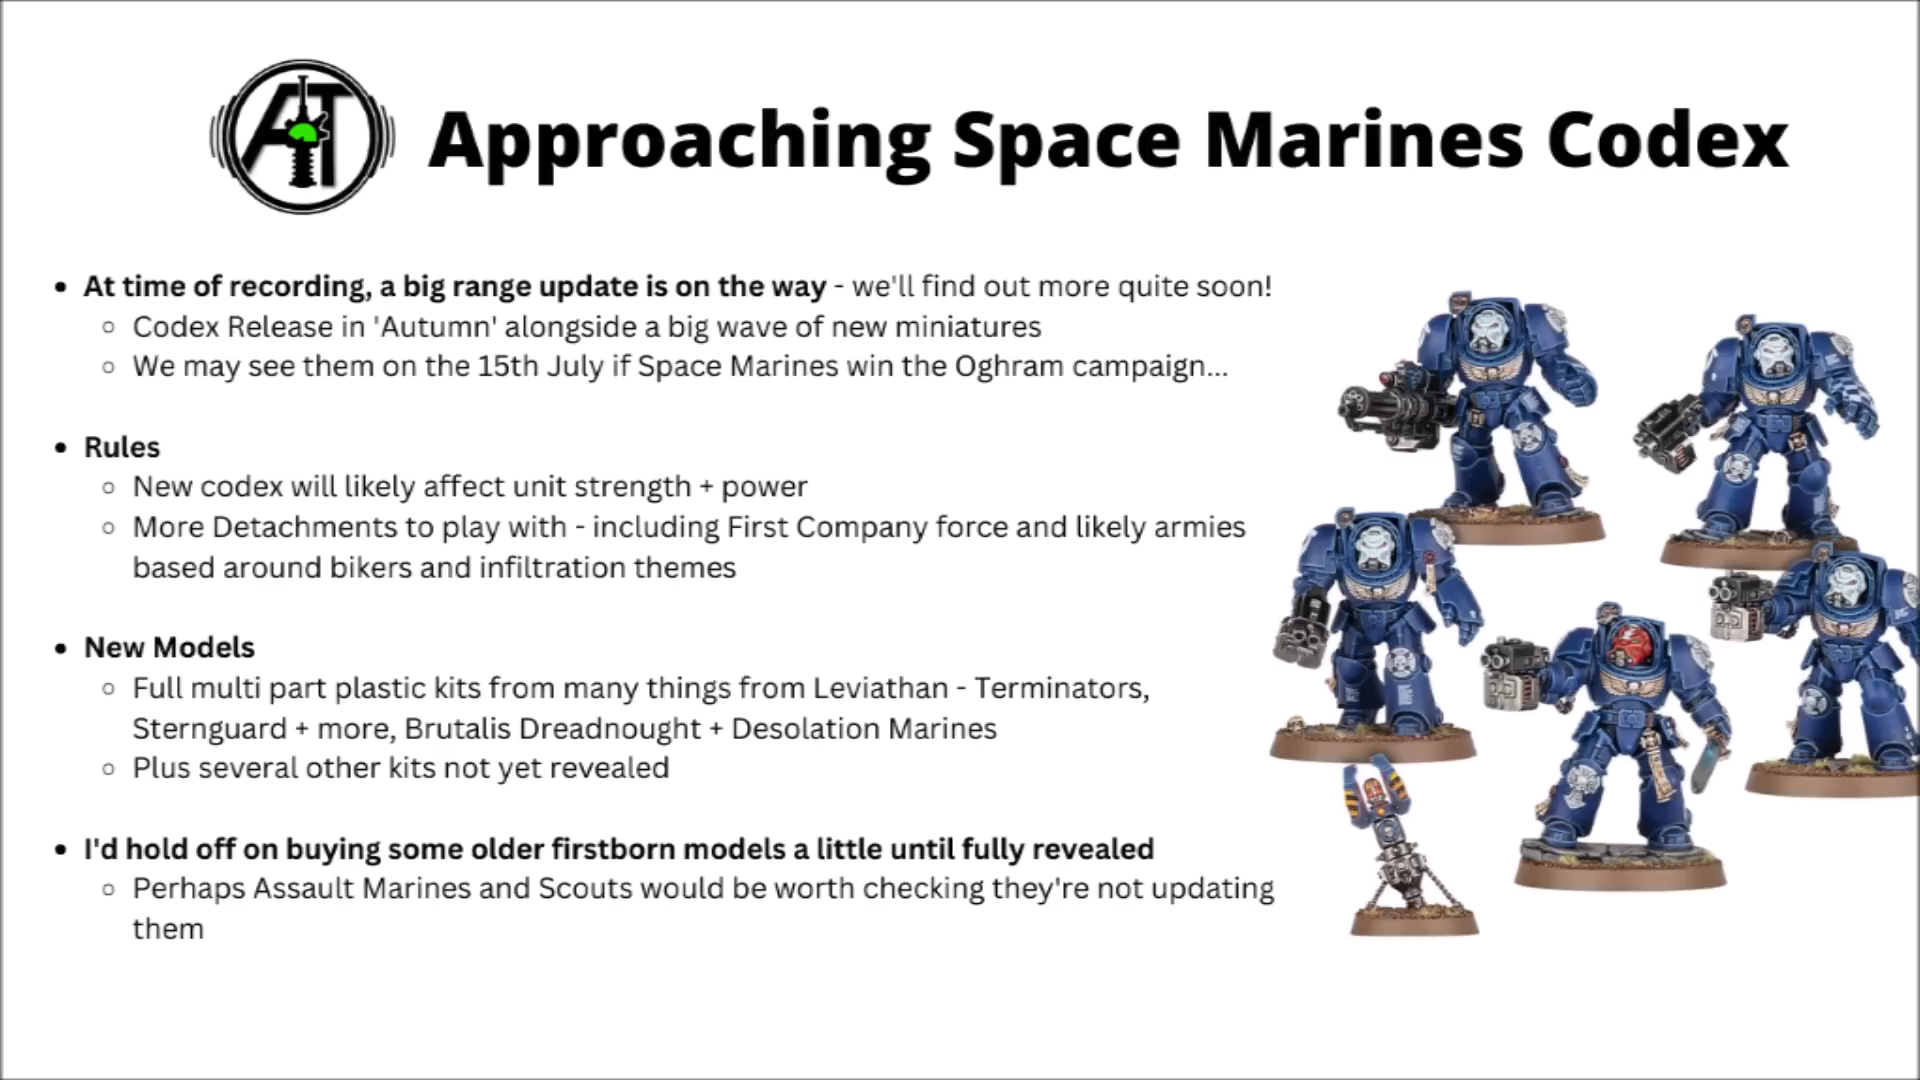 AT
Approaching Space Marines Codex
• At time of recording, a big range update is on the way - we'll find out more quite soon!
○ Codex Release in 'Autumn' alongside a big wave of new miniatures
○ We may see them on the 15th July if Space Marines win the Oghram campaign...
• Rules
○ New codex will likely affect unit strength + power
○ More Detachments to play with - including First Company force and likely armies
based around bikers and infiltration themes
• New Models
○ Full multi part plastic kits from many things from Leviathan - Terminators,
Sternguard + more, Brutalis Dreadnought + Desolation Marines
○ Plus several other kits not yet revealed
• I'd hold off on buying some older firstborn models a little until fully revealed
○ Perhaps Assault Marines and Scouts would be worth checking they're not updating
them